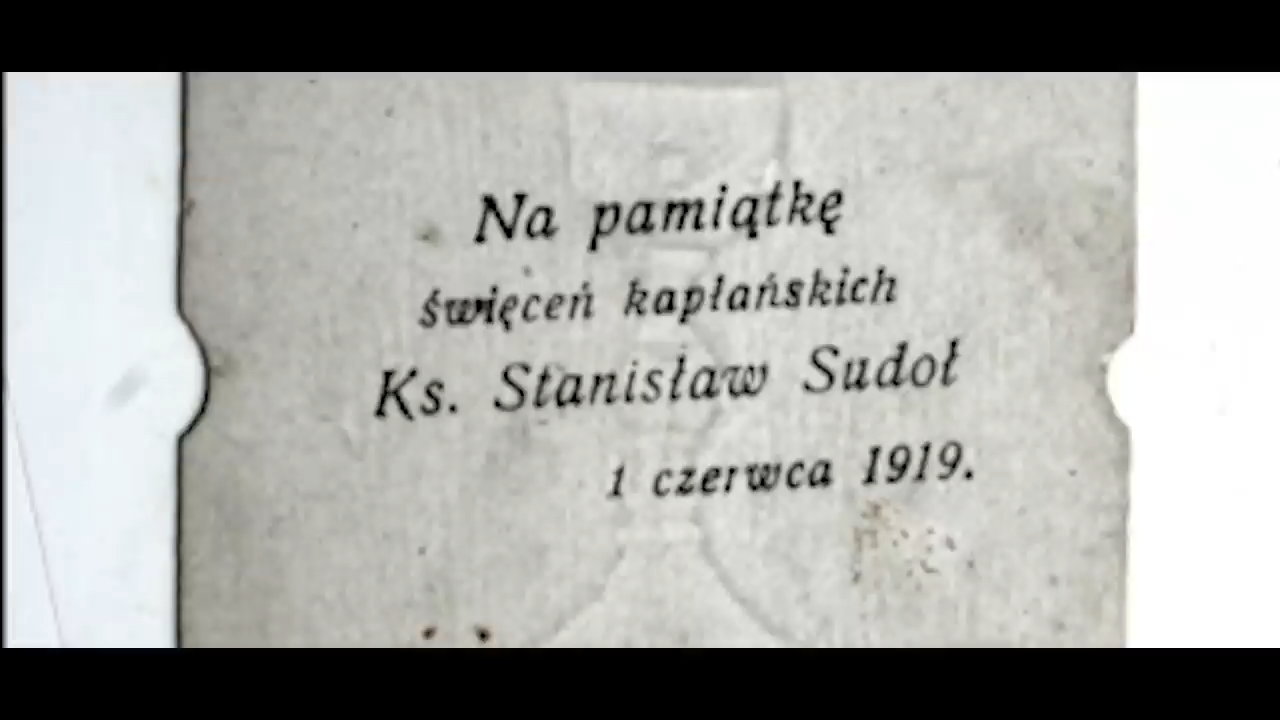 Na pamiątkę
święceń kapłańskich
Ks. Stanisław Sudoł
1 czerwca 1919.